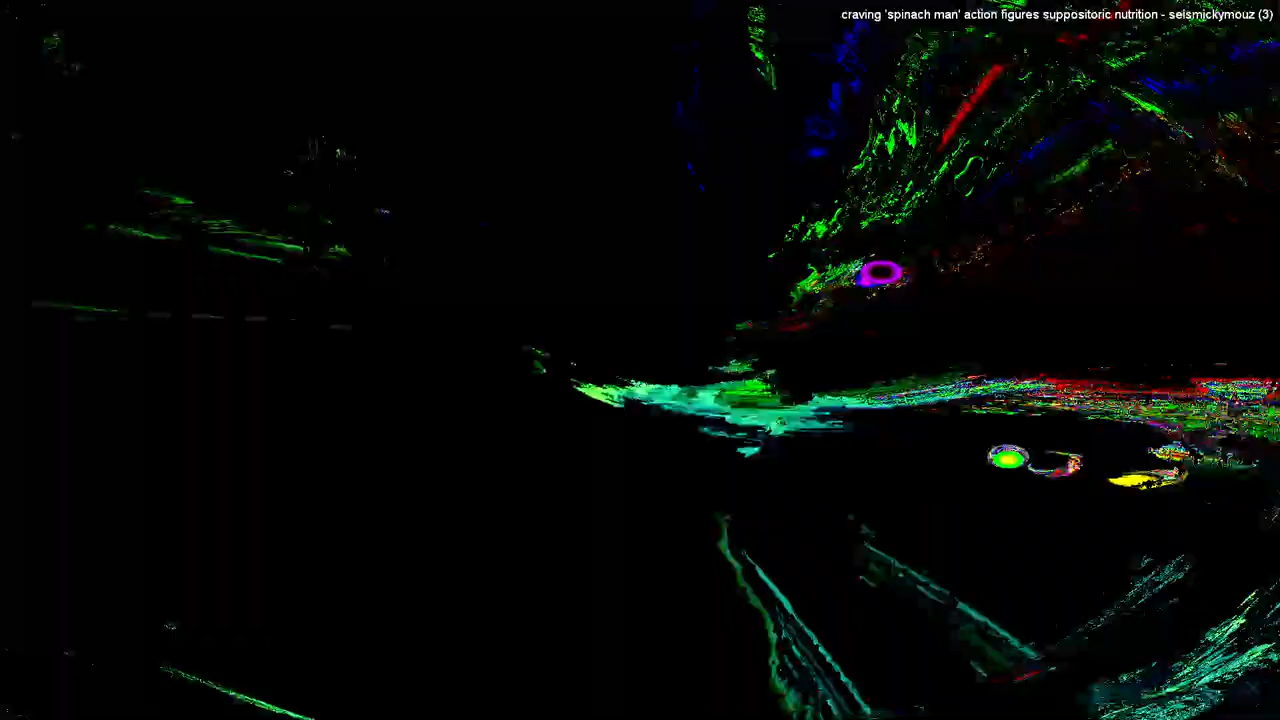 craving 'spinach man' action figures suppositoric nutrition - seismickymouz (3)